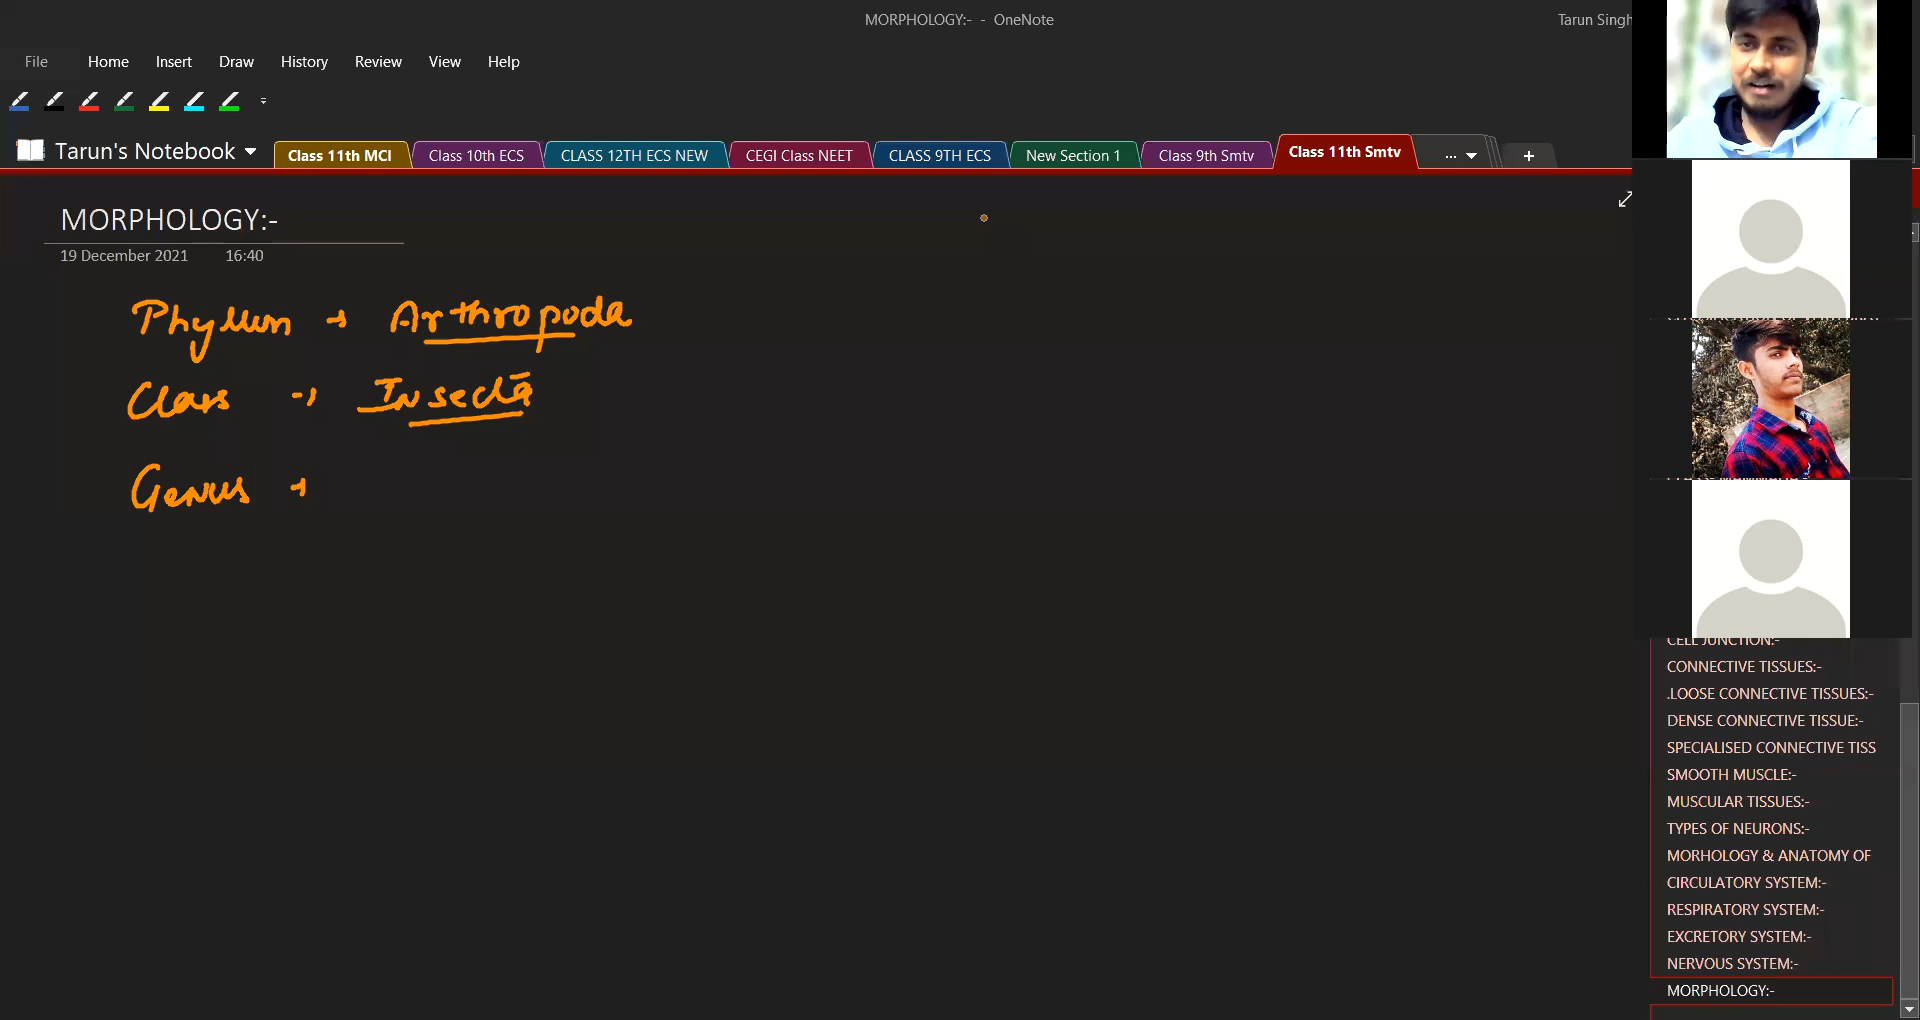 MORPHOLOGY:- - OneNote
Tarun Singh
File Home Insert Draw History Review View Help
Tarun's Notebook
Class 11th MCI
Class 10th ECS
CLASS 12TH ECS NEW
CEGI Class NEET
CLASS 9TH ECS
New Section 1
Class 9th Smtv
Class 11th Smtv
...
+
MORPHOLOGY:-
19 December 2021 16:40
Phylum → Arthropoda
Class → Insecta
Genus →
CELL JUNCTION:-
CONNECTIVE TISSUES:-
.LOOSE CONNECTIVE TISSUES:-
DENSE CONNECTIVE TISSUE:-
SPECIALISED CONNECTIVE TISS
SMOOTH MUSCLE:-
MUSCULAR TISSUES:-
TYPES OF NEURONS:-
MORHOLOGY & ANATOMY OF
CIRCULATORY SYSTEM:-
RESPIRATORY SYSTEM:-
EXCRETORY SYSTEM:-
NERVOUS SYSTEM:-
MORPHOLOGY:-